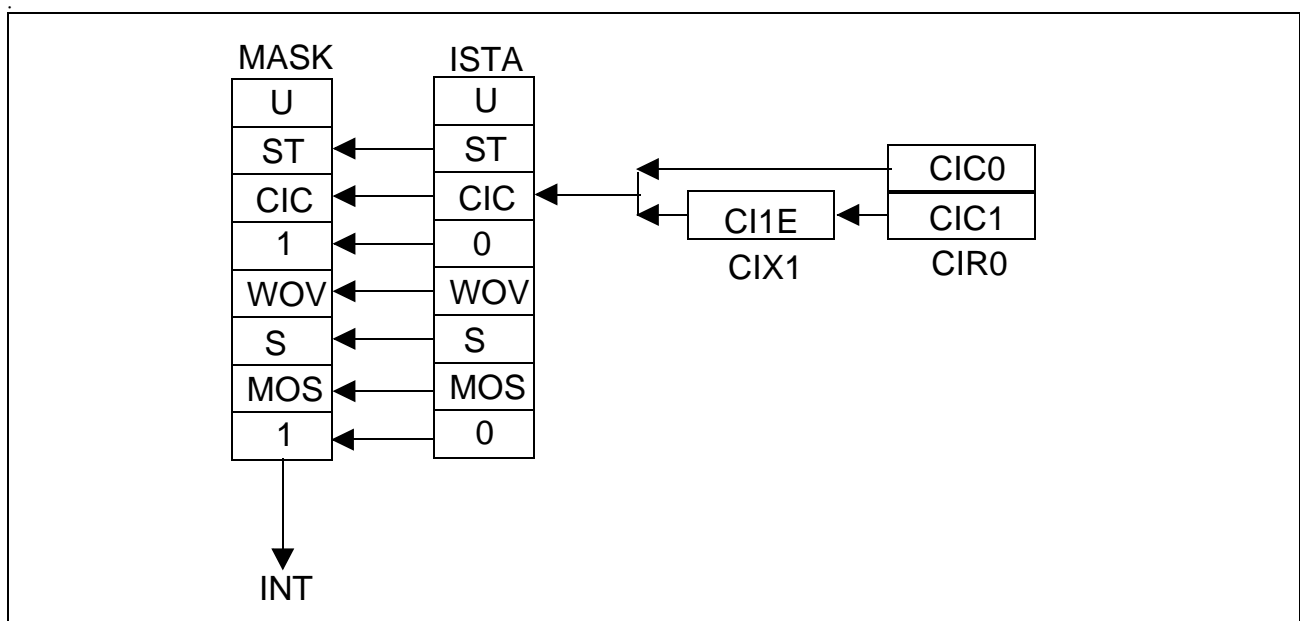 .
MASK ISTA
U U
ST ST CIC0
CIC CIC CI1E CIC1
1 0 CIX1 CIR0
WOV WOV
S S
MOS MOS
1 0
INT